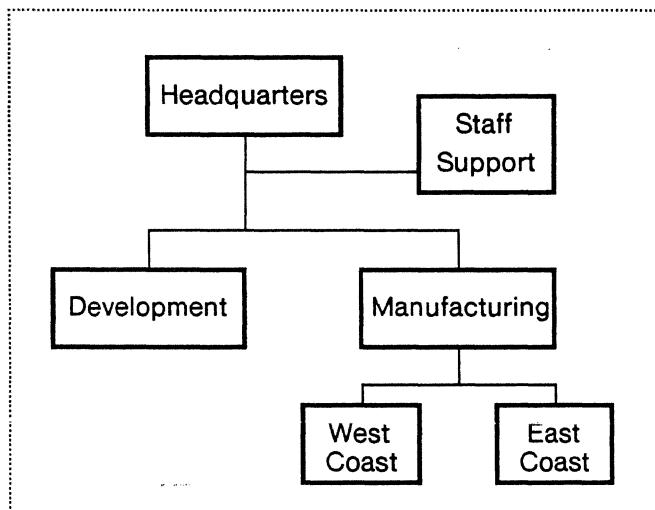 Headquarters
Staff
Support
Development
Manufacturing
West
Coast
East
Coast